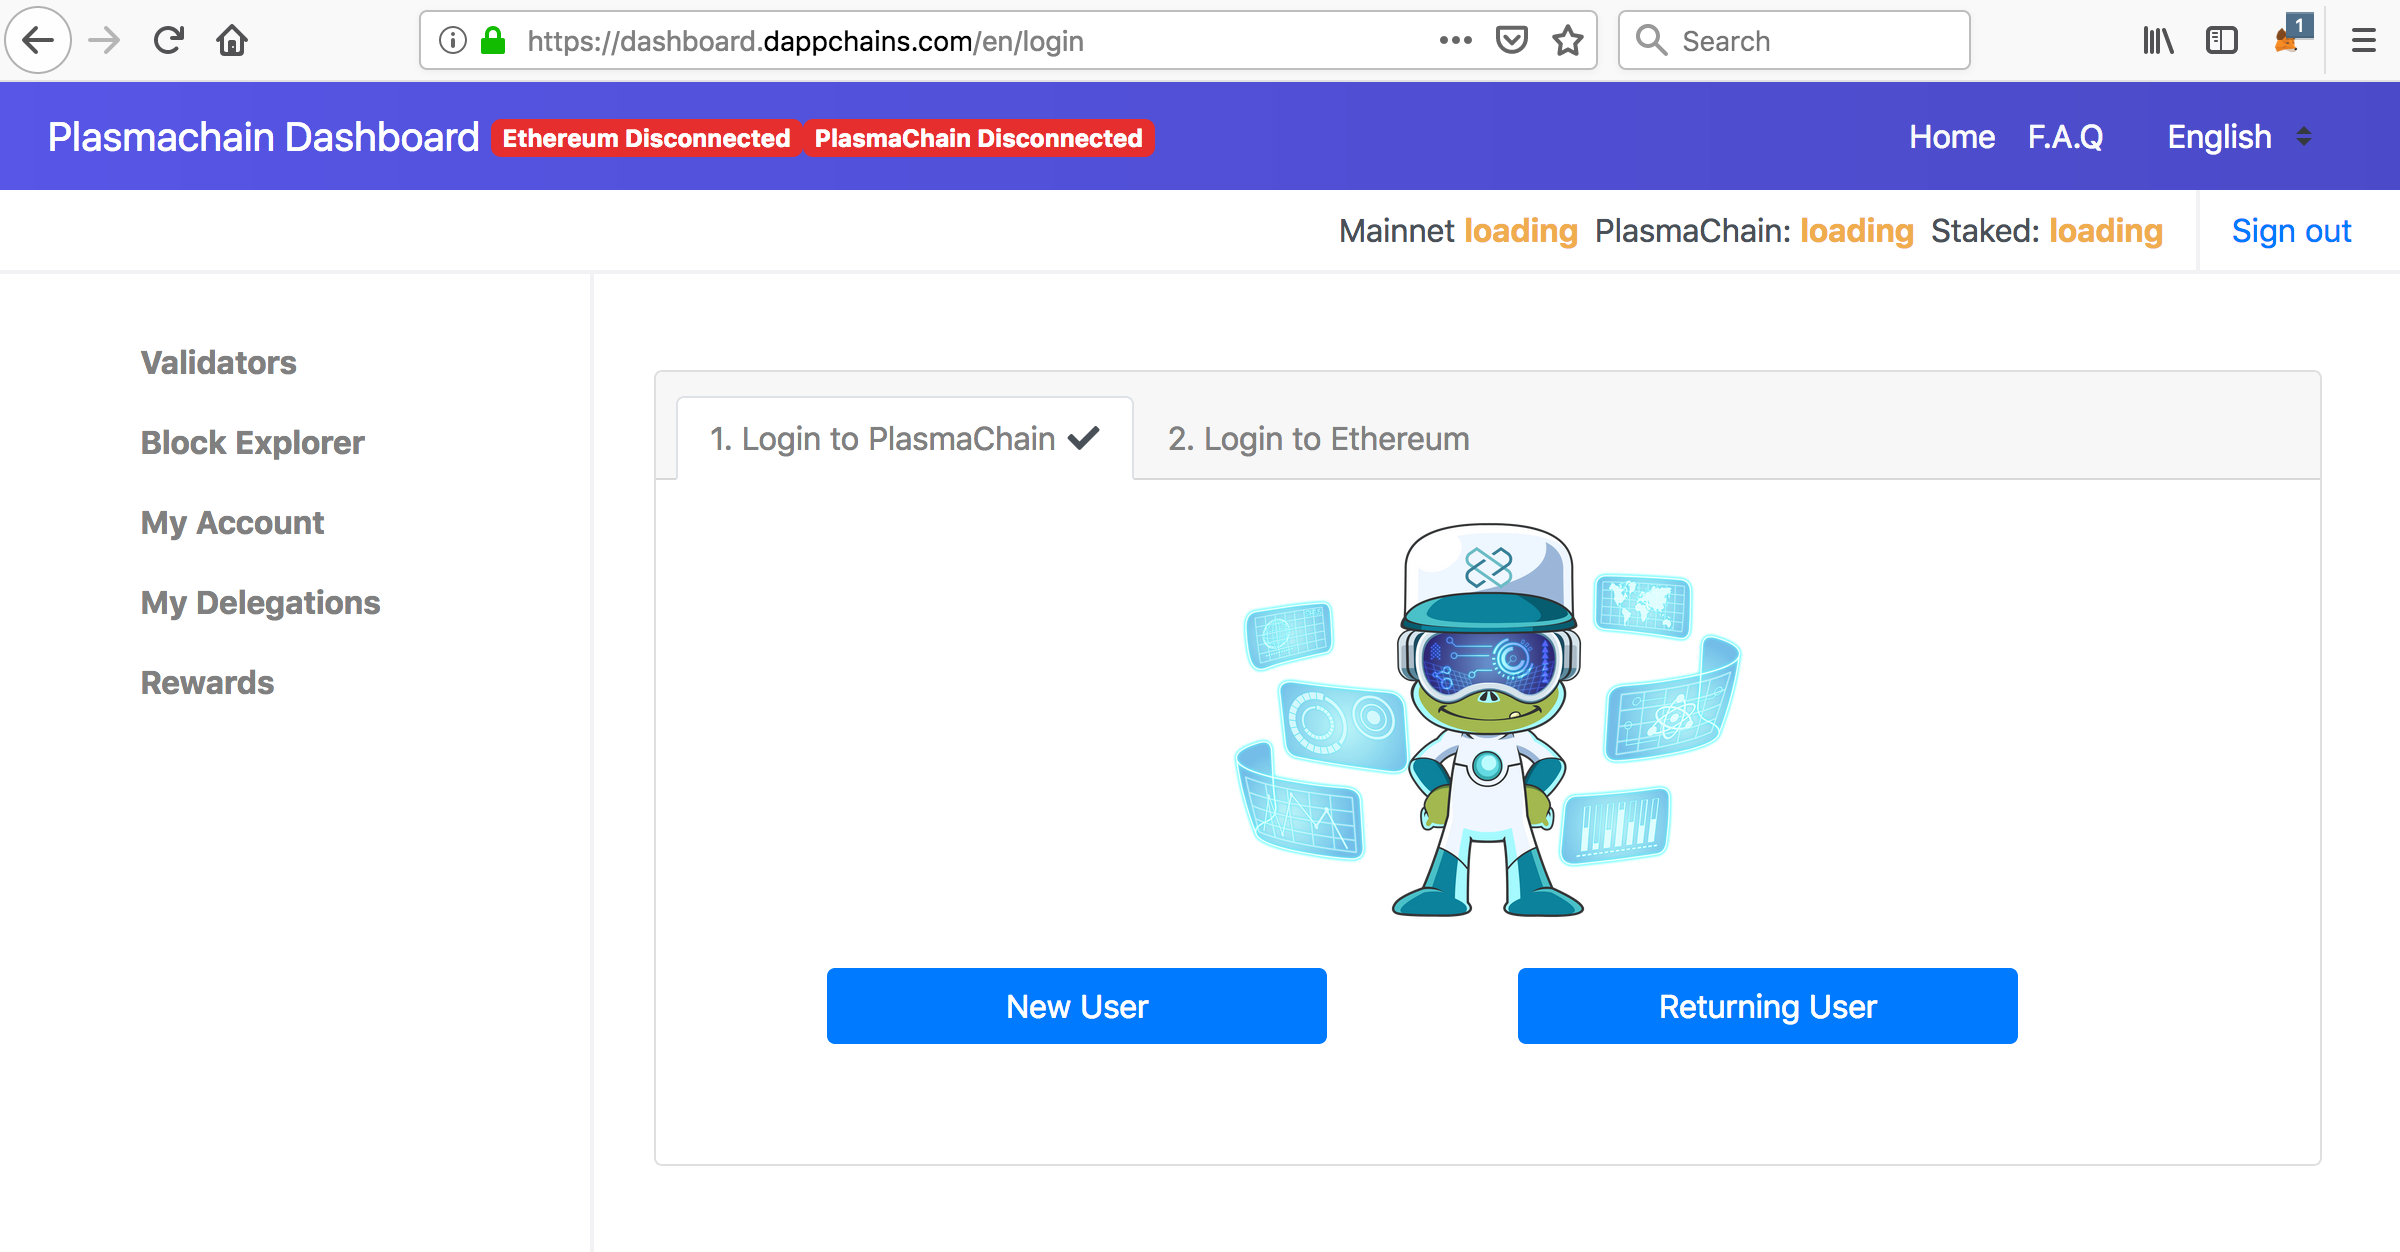 https://dashboard.dappchains.com/en/login
Search
1
Plasmachain Dashboard Ethereum Disconnected PlasmaChain Disconnected
Home F.A.Q English
Mainnet loading PlasmaChain: loading Staked: loading Sign out
Validators
Block Explorer
My Account
My Delegations
Rewards
1. Login to PlasmaChain 2. Login to Ethereum
New User Returning User